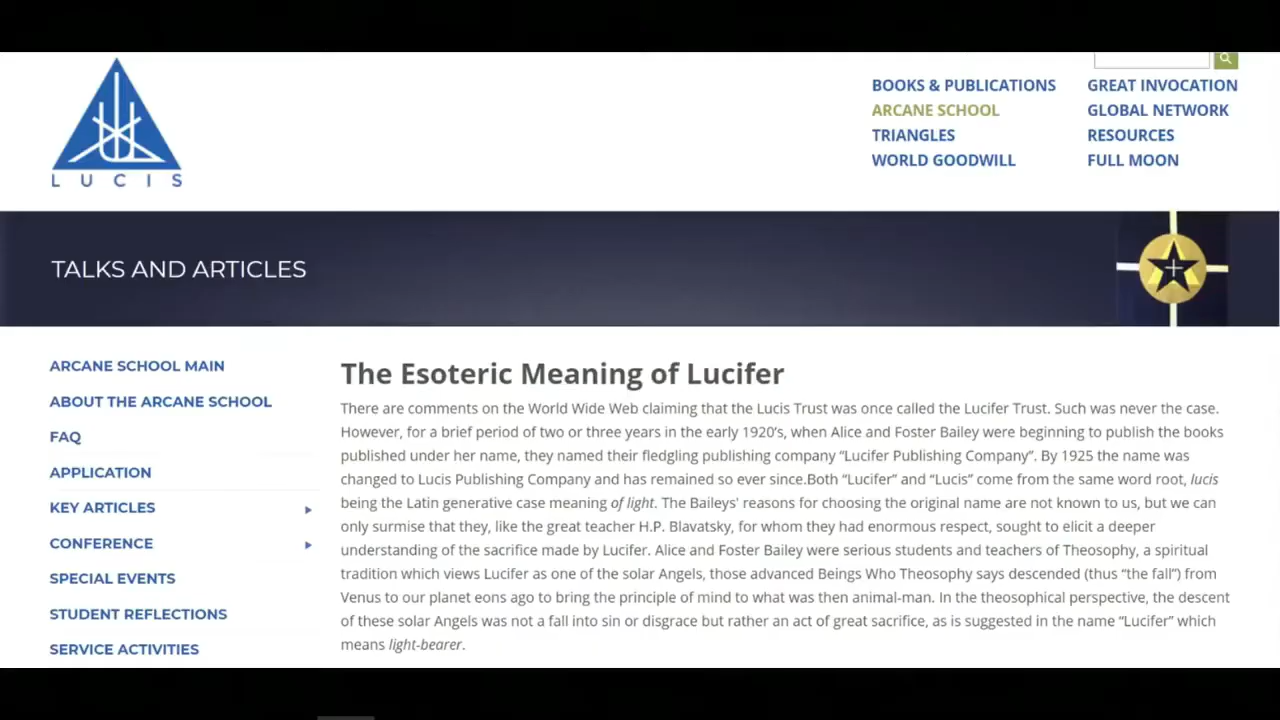 LUCIS
BOOKS & PUBLICATIONS
GREAT INVOCATION
ARCANE SCHOOL
GLOBAL NETWORK
TRIANGLES
RESOURCES
WORLD GOODWILL
FULL MOON
TALKS AND ARTICLES
ARCANE SCHOOL MAIN
ABOUT THE ARCANE SCHOOL
FAQ
APPLICATION
KEY ARTICLES
CONFERENCE
SPECIAL EVENTS
STUDENT REFLECTIONS
SERVICE ACTIVITIES
The Esoteric Meaning of Lucifer
There are comments on the World Wide Web claiming that the Lucis Trust was once called the Lucifer Trust. Such was never the case.
However, for a brief period of two or three years in the early 1920's, when Alice and Foster Bailey were beginning to publish the books
published under her name, they named their fledgling publishing company “Lucifer Publishing Company”. By 1925 the name was
changed to Lucis Publishing Company and has remained so ever since.Both “Lucifer” and “Lucis” come from the same word root, lucis
being the Latin generative case meaning of light. The Baileys' reasons for choosing the original name are not known to us, but we can
only surmise that they, like the great teacher H.P. Blavatsky, for whom they had enormous respect, sought to elicit a deeper
understanding of the sacrifice made by Lucifer. Alice and Foster Bailey were serious students and teachers of Theosophy, a spiritual
tradition which views Lucifer as one of the solar Angels, those advanced Beings Who Theosophy says descended (thus “the fall”) from
Venus to our planet eons ago to bring the principle of mind to what was then animal-man. In the theosophical perspective, the descent
of these solar Angels was not a fall into sin or disgrace but rather an act of great sacrifice, as is suggested in the name “Lucifer” which
means light-bearer.